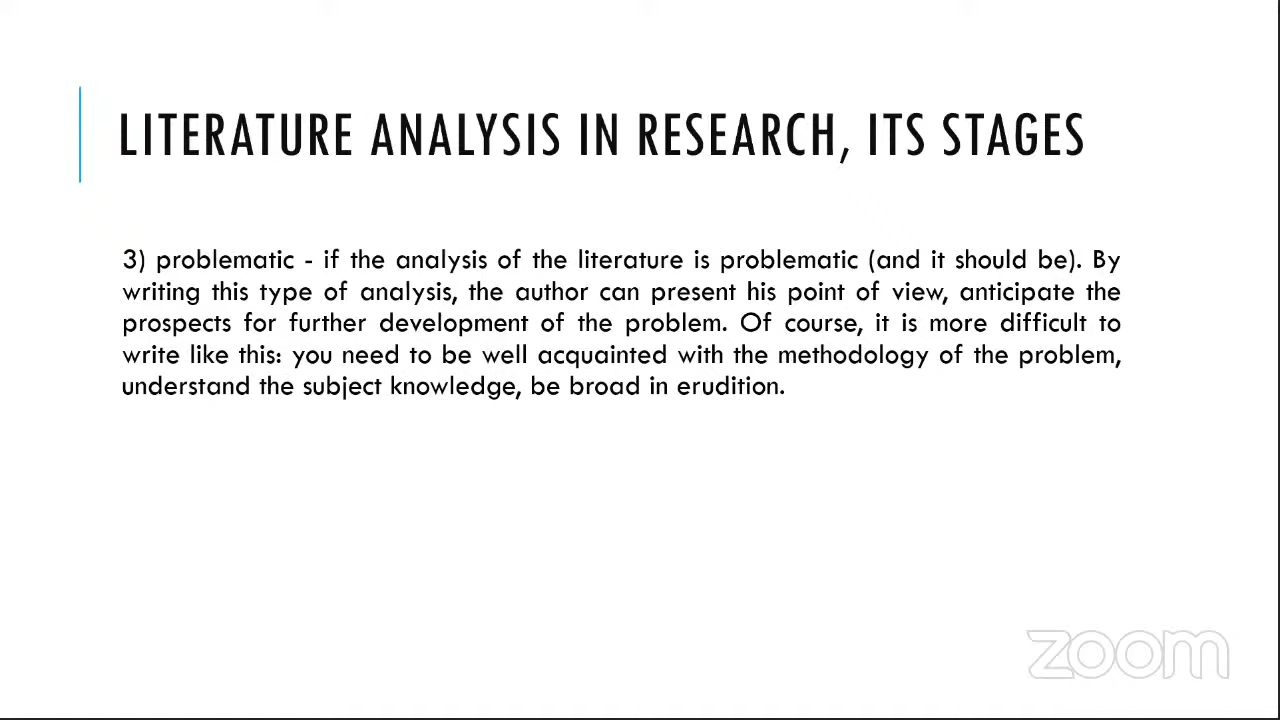 LITERATURE ANALYSIS IN RESEARCH, ITS STAGES
3) problematic - if the analysis of the literature is problematic (and it should be). By
writing this type of analysis, the author can present his point of view, anticipate the
prospects for further development of the problem. Of course, it is more difficult to
write like this: you need to be well acquainted with the methodology of the problem,
understand the subject knowledge, be broad in erudition.
zoom